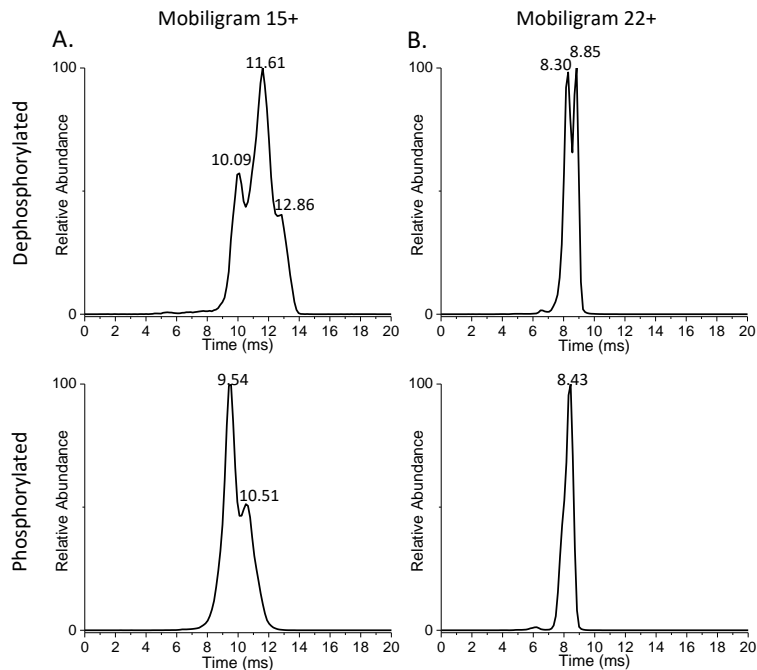 Mobiligram 15+
Mobiligram 22+
A.
B.
Dephosphorylated
Relative Abundance
100
0
10.09
11.61
12.86
0 2 4 6 8 10 12 14 16 18 20
Time (ms)
Relative Abundance
100
0
8.30
8.85
0 2 4 6 8 10 12 14 16 18 20
Time (ms)
Phosphorylated
Relative Abundance
100
0
9.54
10.51
0 2 4 6 8 10 12 14 16 18 20
Time (ms)
Relative Abundance
100
0
8.43
0 2 4 6 8 10 12 14 16 18 20
Time (ms)